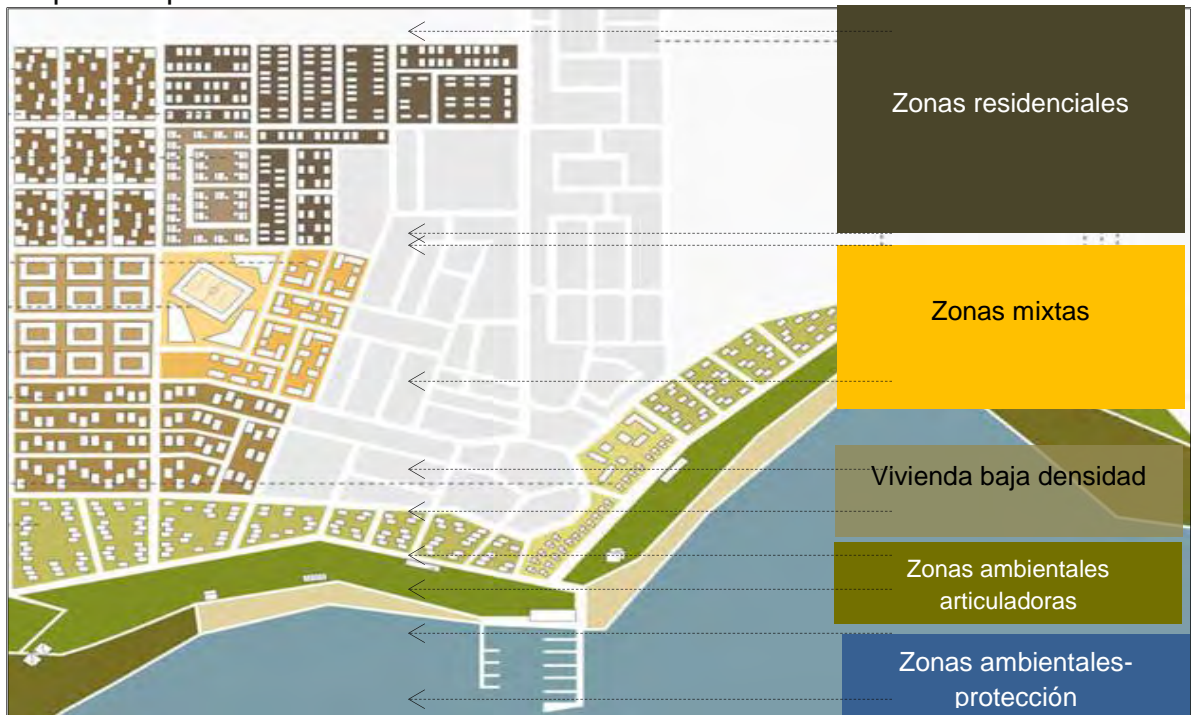 Zonas residenciales
Zonas mixtas
Vivienda baja densidad
Zonas ambientales
articuladoras
Zonas ambientales-
protección